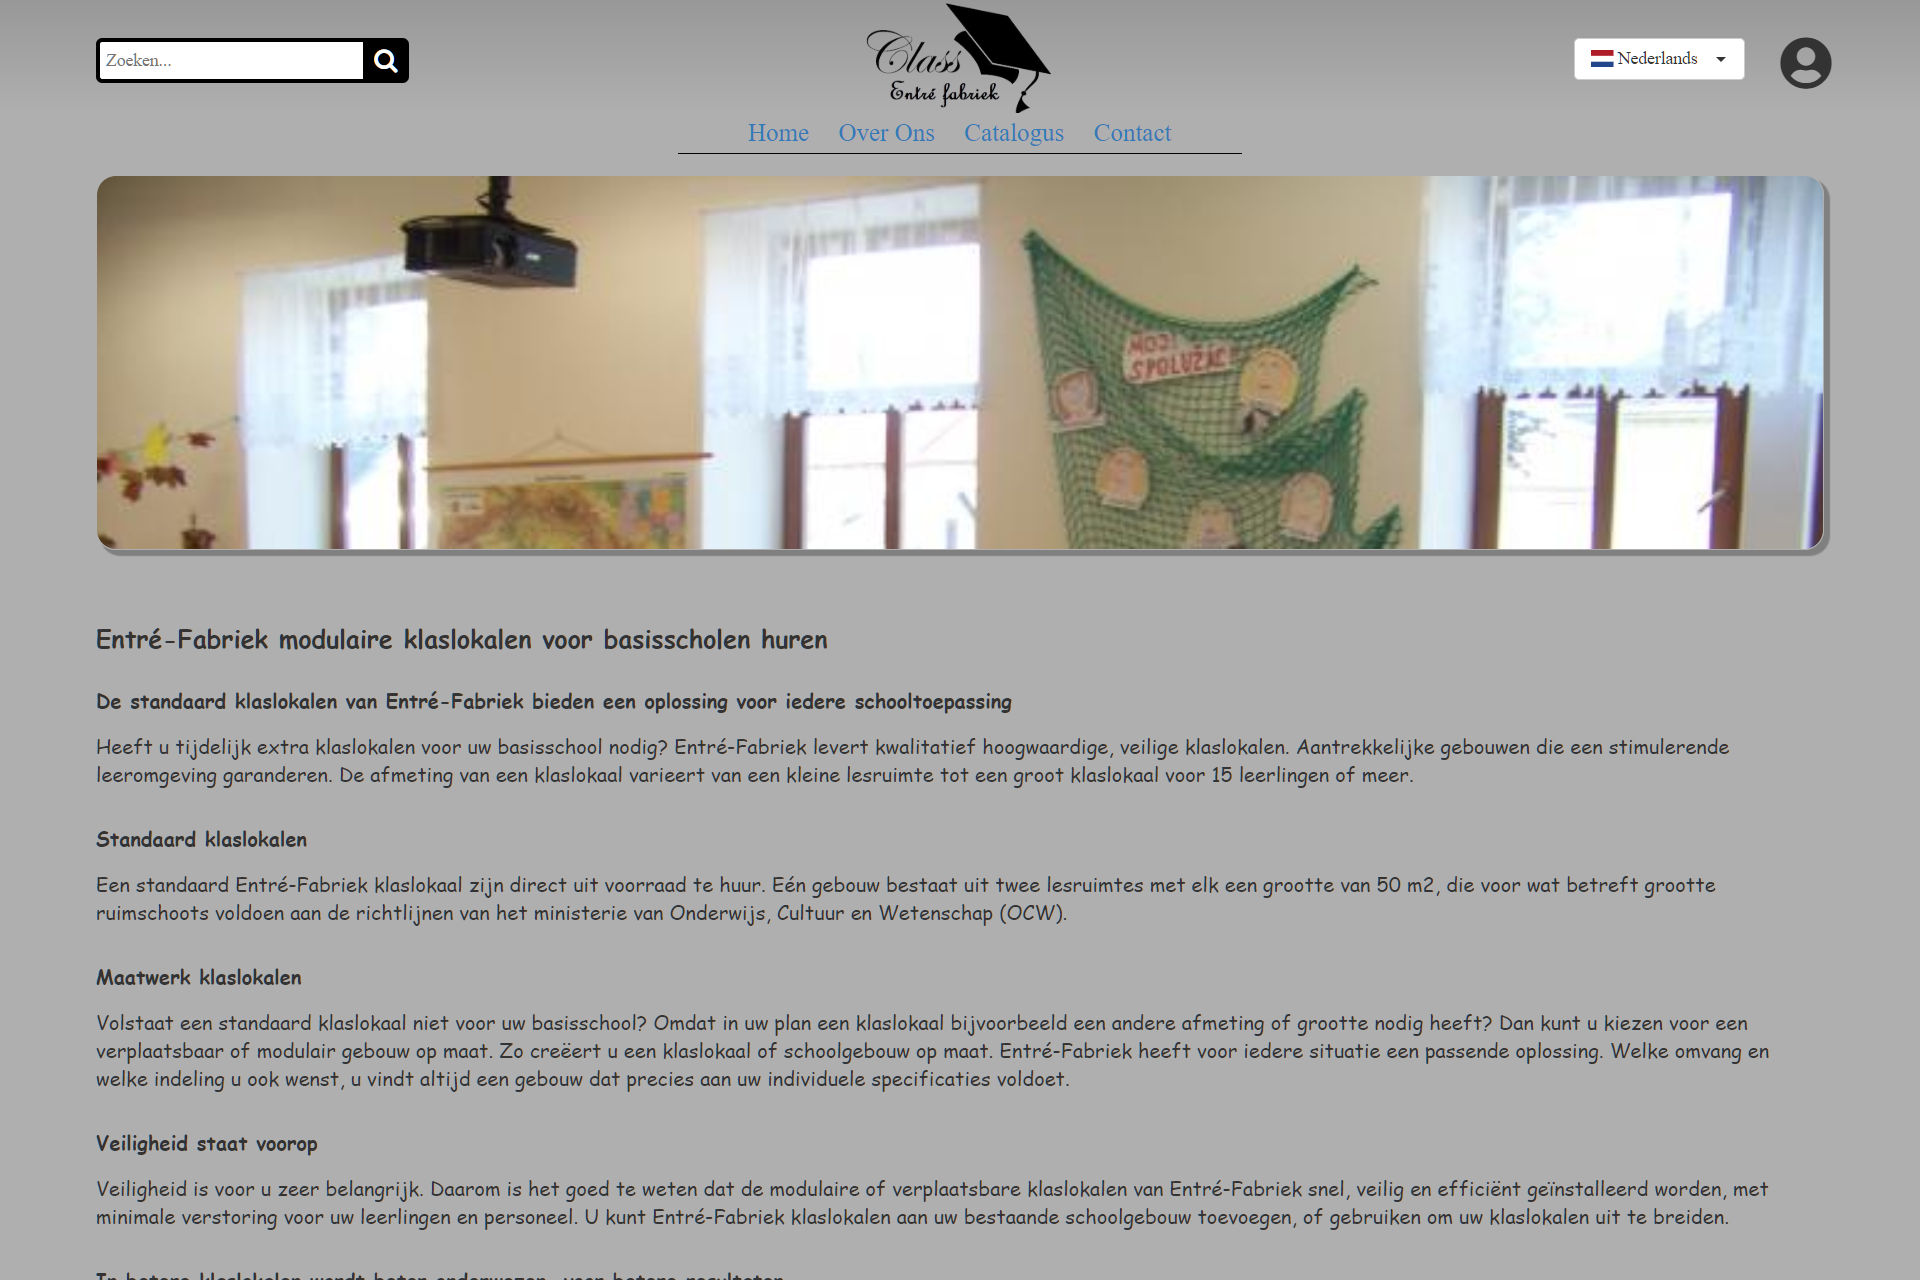 Zoeken...
Class
Entré fabriek
Nederlands
Home Over Ons Catalogus Contact
MOJI
SPOLUŽÁCI
Entré-Fabriek modulaire klaslokalen voor basisscholen huren
De standaard klaslokalen van Entré-Fabriek bieden een oplossing voor iedere schooltoepassing
Heeft u tijdelijk extra klaslokalen voor uw basisschool nodig? Entré-Fabriek levert kwalitatief hoogwaardige, veilige klaslokalen. Aantrekkelijke gebouwen die een stimulerende
leeromgeving garanderen. De afmeting van een klaslokaal varieert van een kleine lesruimte tot een groot klaslokaal voor 15 leerlingen of meer.
Standaard klaslokalen
Een standaard Entré-Fabriek klaslokaal zijn direct uit voorraad te huur. Eén gebouw bestaat uit twee lesruimtes met elk een grootte van 50 m2, die voor wat betreft grootte
ruimschoots voldoen aan de richtlijnen van het ministerie van Onderwijs, Cultuur en Wetenschap (OCW).
Maatwerk klaslokalen
Volstaat een standaard klaslokaal niet voor uw basisschool? Omdat in uw plan een klaslokaal bijvoorbeeld een andere afmeting of grootte nodig heeft? Dan kunt u kiezen voor een
verplaatsbaar of modulair gebouw op maat. Zo creëert u een klaslokaal of schoolgebouw op maat. Entré-Fabriek heeft voor iedere situatie een passende oplossing. Welke omvang en
welke indeling u ook wenst, u vindt altijd een gebouw dat precies aan uw individuele specificaties voldoet.
Veiligheid staat voorop
Veiligheid is voor u zeer belangrijk. Daarom is het goed te weten dat de modulaire of verplaatsbare klaslokalen van Entré-Fabriek snel, veilig en efficiënt geïnstalleerd worden, met
minimale verstoring voor uw leerlingen en personeel. U kunt Entré-Fabriek klaslokalen aan uw bestaande schoolgebouw toevoegen, of gebruiken om uw klaslokalen uit te breiden.